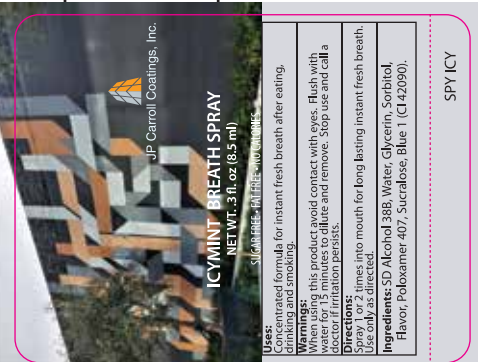 JP Carroll Coatings, Inc.
ICYMINT BREATH SPRAY
NET WT. .3 fl. oz (8.5 ml)
SUGAR FREE • FAT FREE • NO CALORIES
Uses:
Concentrated formula for instant fresh breath after eating,
drinking and smoking.
Warnings:
When using this product avoid contact with eyes. Flush with
water for 15 minutes to dilute and remove. Stop use and call a
doctor if irritation persists.
Directions:
Spray 1 or 2 times into mouth for long lasting instant fresh breath.
Use only as directed.
Ingredients: SD Alcohol 38B, Water, Glycerin, Sorbitol,
Flavor, Poloxamer 407, Sucralose, Blue 1 (CI 42090).
SPY ICY